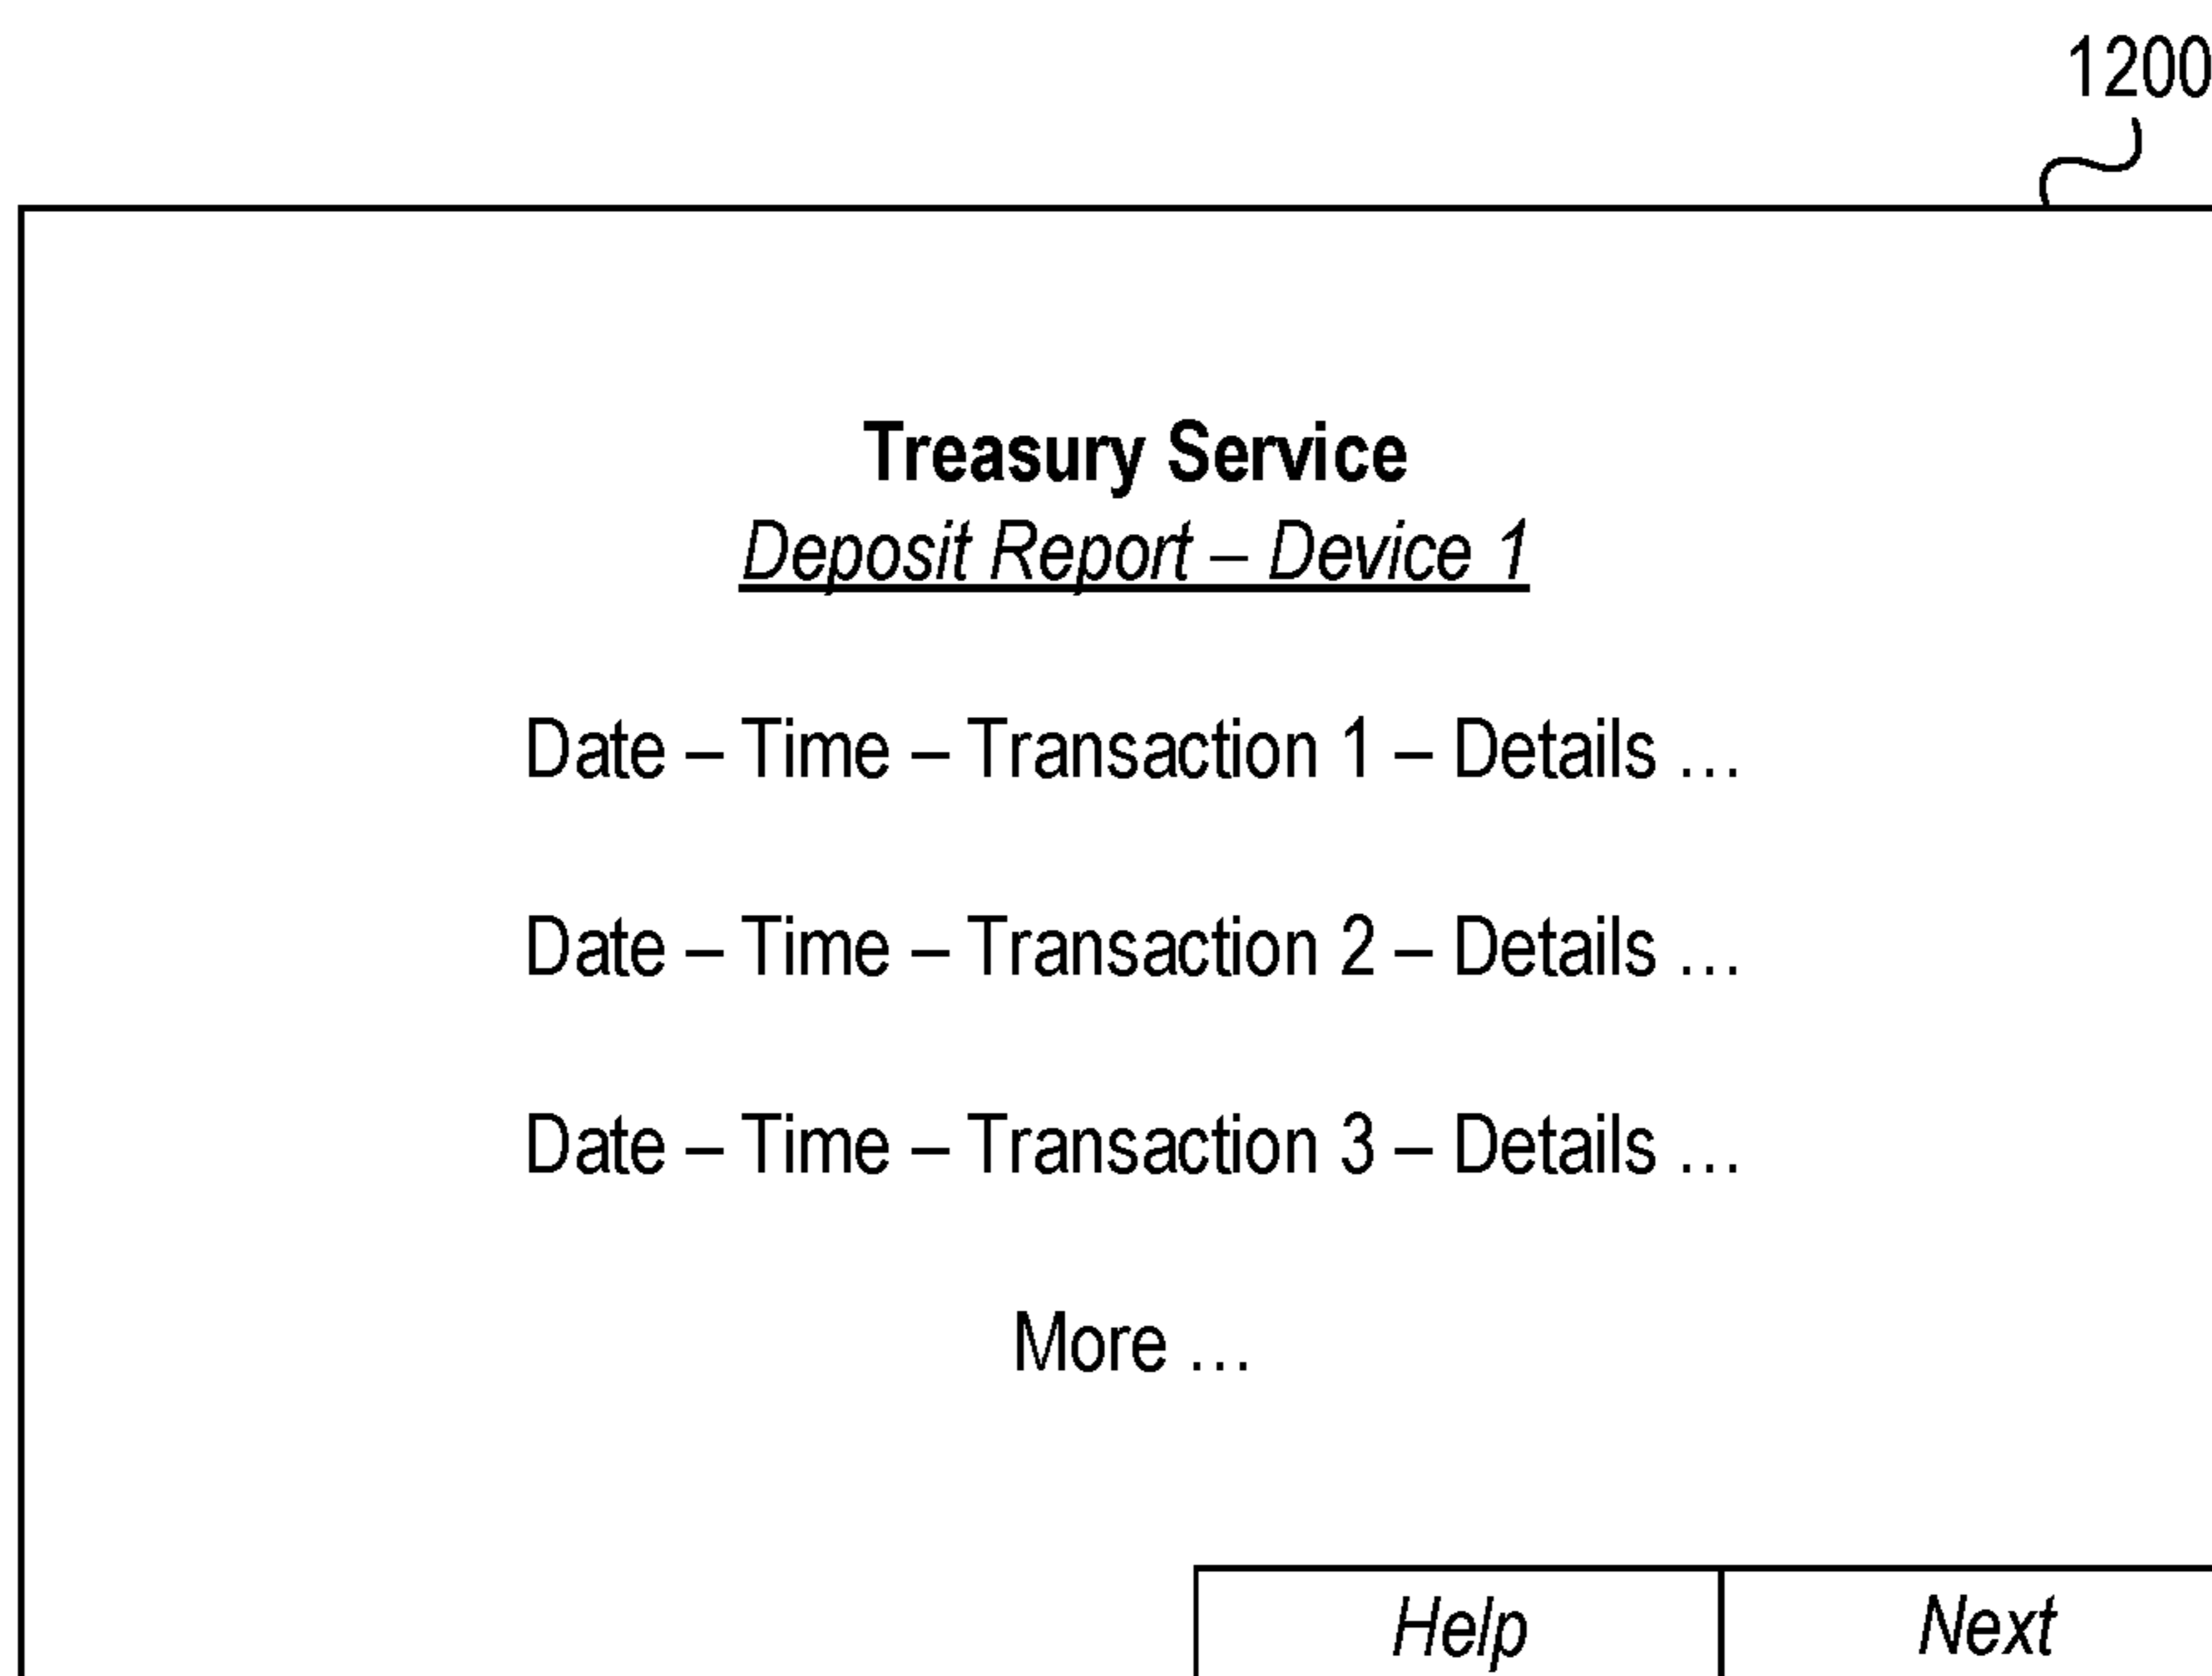 1200
Treasury Service
Deposit Report – Device 1
Date – Time – Transaction 1 – Details ...
Date – Time – Transaction 2 – Details ...
Date – Time – Transaction 3 – Details ...
More ...
Help Next